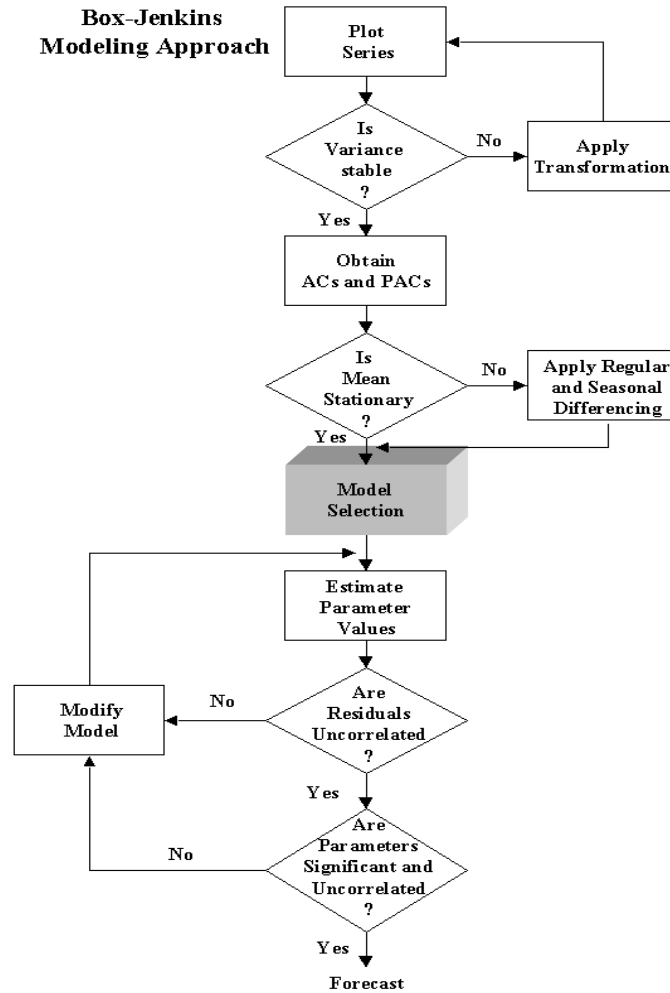 Box-Jenkins
Modeling Approach
Plot
Series
Is
Variance
stable
?
No
Apply
Transformation
Yes
Obtain
ACs and PACs
Is
Mean
Stationary
?
No
Apply Regular
and Seasonal
Differencing
Yes
Model
Selection
Estimate
Parameter
Values
Are
Residuals
Uncorrelated
?
No
Modify
Model
Yes
Are
Parameters
Significant and
Uncorrelated
?
No
Yes
Forecast